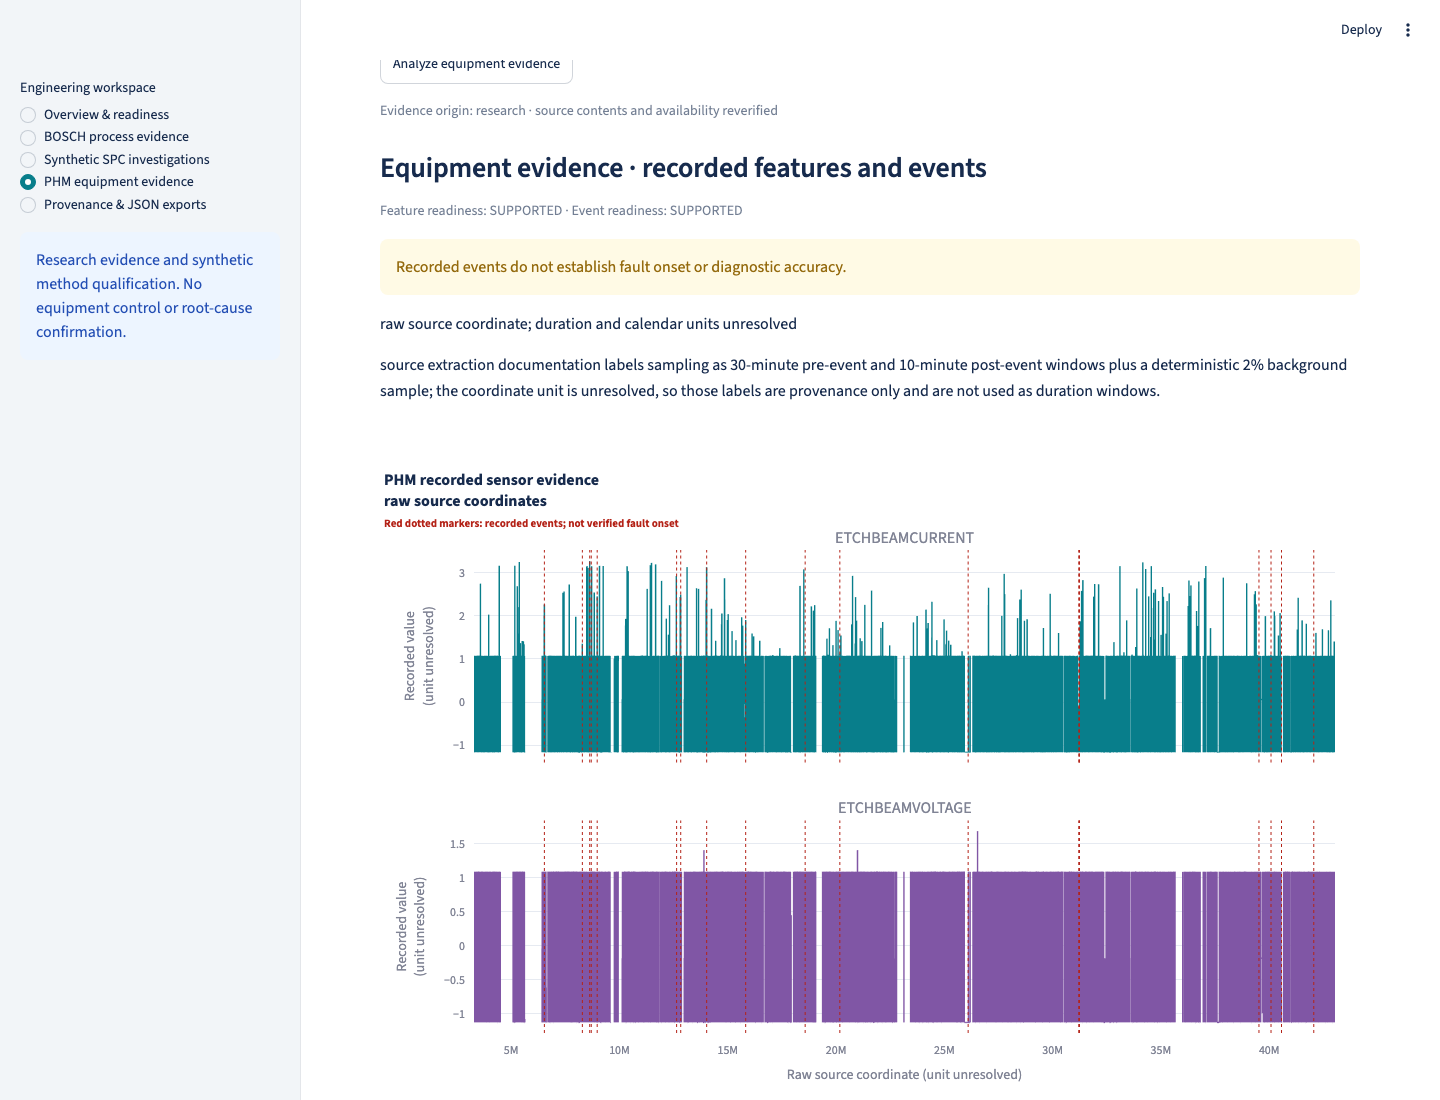 Deploy
Engineering workspace
Overview & readiness
BOSCH process evidence
Synthetic SPC investigations
PHM equipment evidence
Provenance & JSON exports
Research evidence and synthetic
method qualification. No
equipment control or root-cause
confirmation.
Analyze equipment evidence
Evidence origin: research · source contents and availability reverified
Equipment evidence · recorded features and events
Feature readiness: SUPPORTED · Event readiness: SUPPORTED
Recorded events do not establish fault onset or diagnostic accuracy.
raw source coordinate; duration and calendar units unresolved
source extraction documentation labels sampling as 30-minute pre-event and 10-minute post-event windows plus a deterministic 2% background
sample; the coordinate unit is unresolved, so those labels are provenance only and are not used as duration windows.
PHM recorded sensor evidence
raw source coordinates
Red dotted markers: recorded events; not verified fault onset
ETCHBEAMCURRENT
3
2
1
0
−1
Recorded value
(unit unresolved)
ETCHBEAMVOLTAGE
1.5
1
0.5
0
−0.5
−1
Recorded value
(unit unresolved)
5M
10M
15M
20M
25M
30M
35M
40M
Raw source coordinate (unit unresolved)